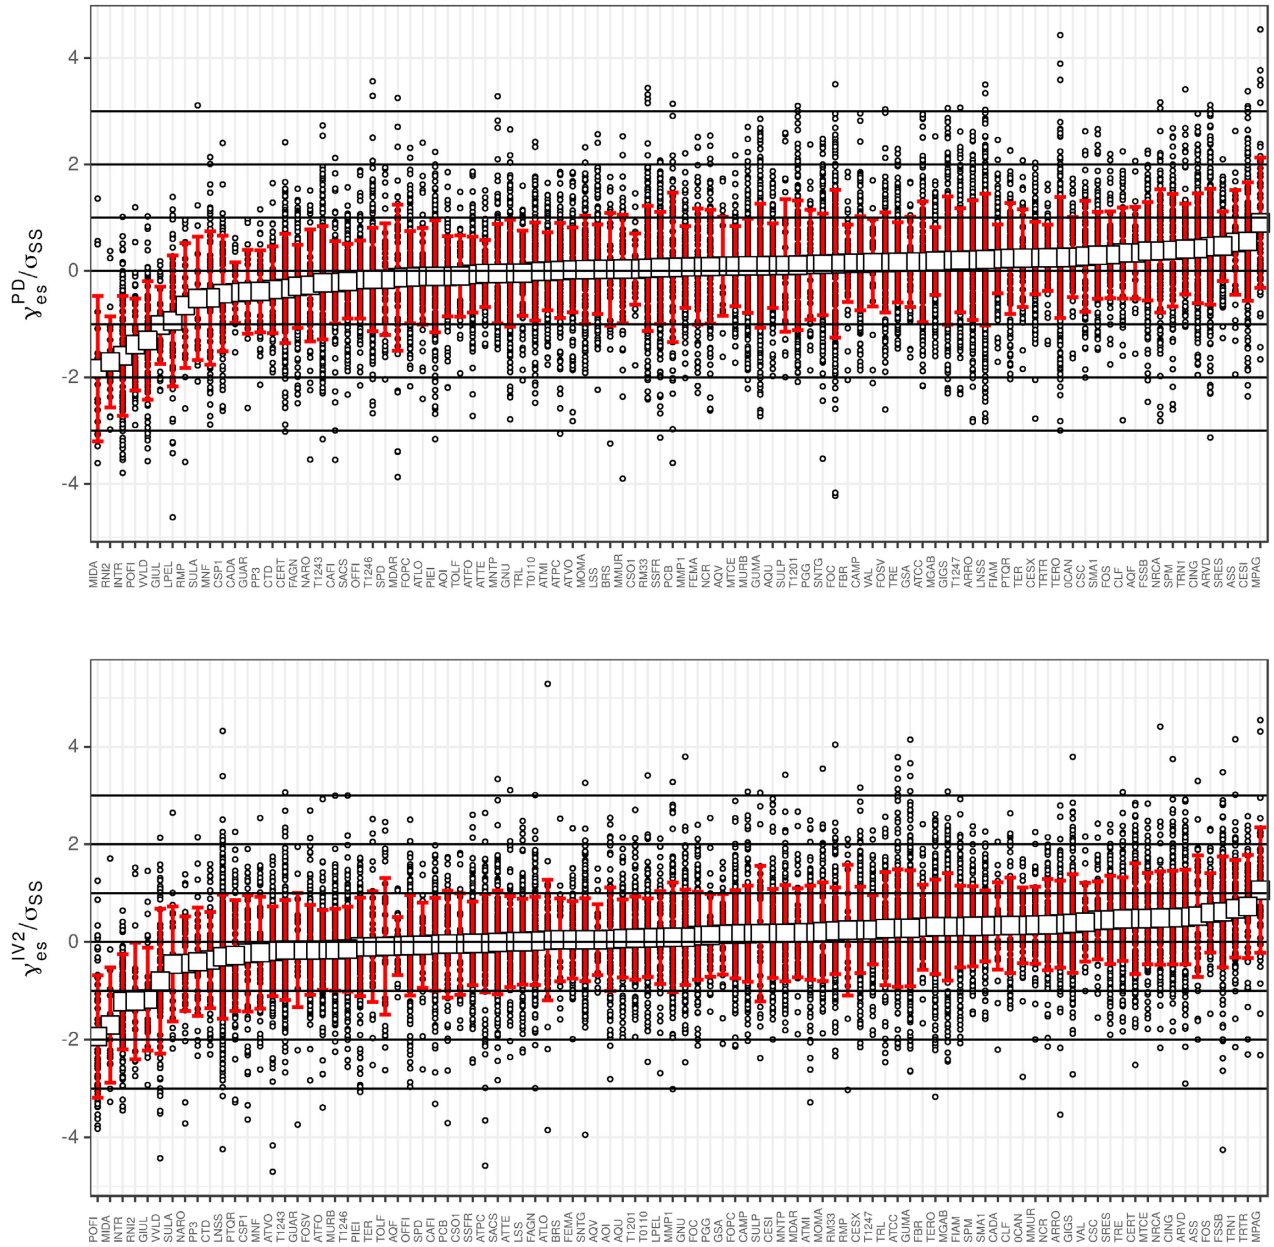 4
2
0
-2
-4
γes^PD/σSS
MIDA RNI2 INTR POFI VVLD GIUL LPEL RMP SULA MNF CSP1 CADA GUAR PP3 CTD CERT FAGN NARO T1243 CAFI SACS OFFI T1246 SPD MDAR FOPC ATLO PIEI AOI TOLF ATFO ATTE MNTP GNU TRL T0110 ATMI ATPC ATVO MOMA LSS BRS MMUR CSO1 RM33 SSFR PCB MMP1 FEMA NCR AQV MTCE MURB GUMA AQU SULP T1201 PGG SNTG FOC FBR CAMP VAL FOSV TRE GSA ATCC MGAB GIGS T1247 ARRO LNSS FIAM PTQR TER CESX TRTR TERO 0CAN CSC SMA1 FOS CLF AQF FSSB NRCA SPM TRN1 CING ARVD SRES ASS CESI MPAG
4
2
0
-2
-4
γes^IV2/σSS
POFI MIDA INTR RNI2 GIUL VVLD SULA NARO PP3 CTD LNSS PTQR CSP1 MNF ATVO T1243 GUAR FOSV ATFO MURB T1246 PIEI TER TOLF AQF OFFI SPD CAFI PCB CSO1 SSFR ATPC SACS ATTE LSS FAGN ATLO BRS FEMA SNTG AQV AOI AQU T1201 T0110 LPEL MMP1 GNU FOC PGG GSA FOPC CAMP SULP CESI MNTP MDAR ATMI MOMA RM33 RMP CESX T1247 TRL ATCC GUMA FBR TERO MGAB FIAM SPM SMA1 CADA CLF 0CAN MMUR NCR ARRO GIGS VAL CSC SRES TRE CERT MTCE NRCA CING ARVD ASS FOS FSSB TRN1 TRTR MPAG